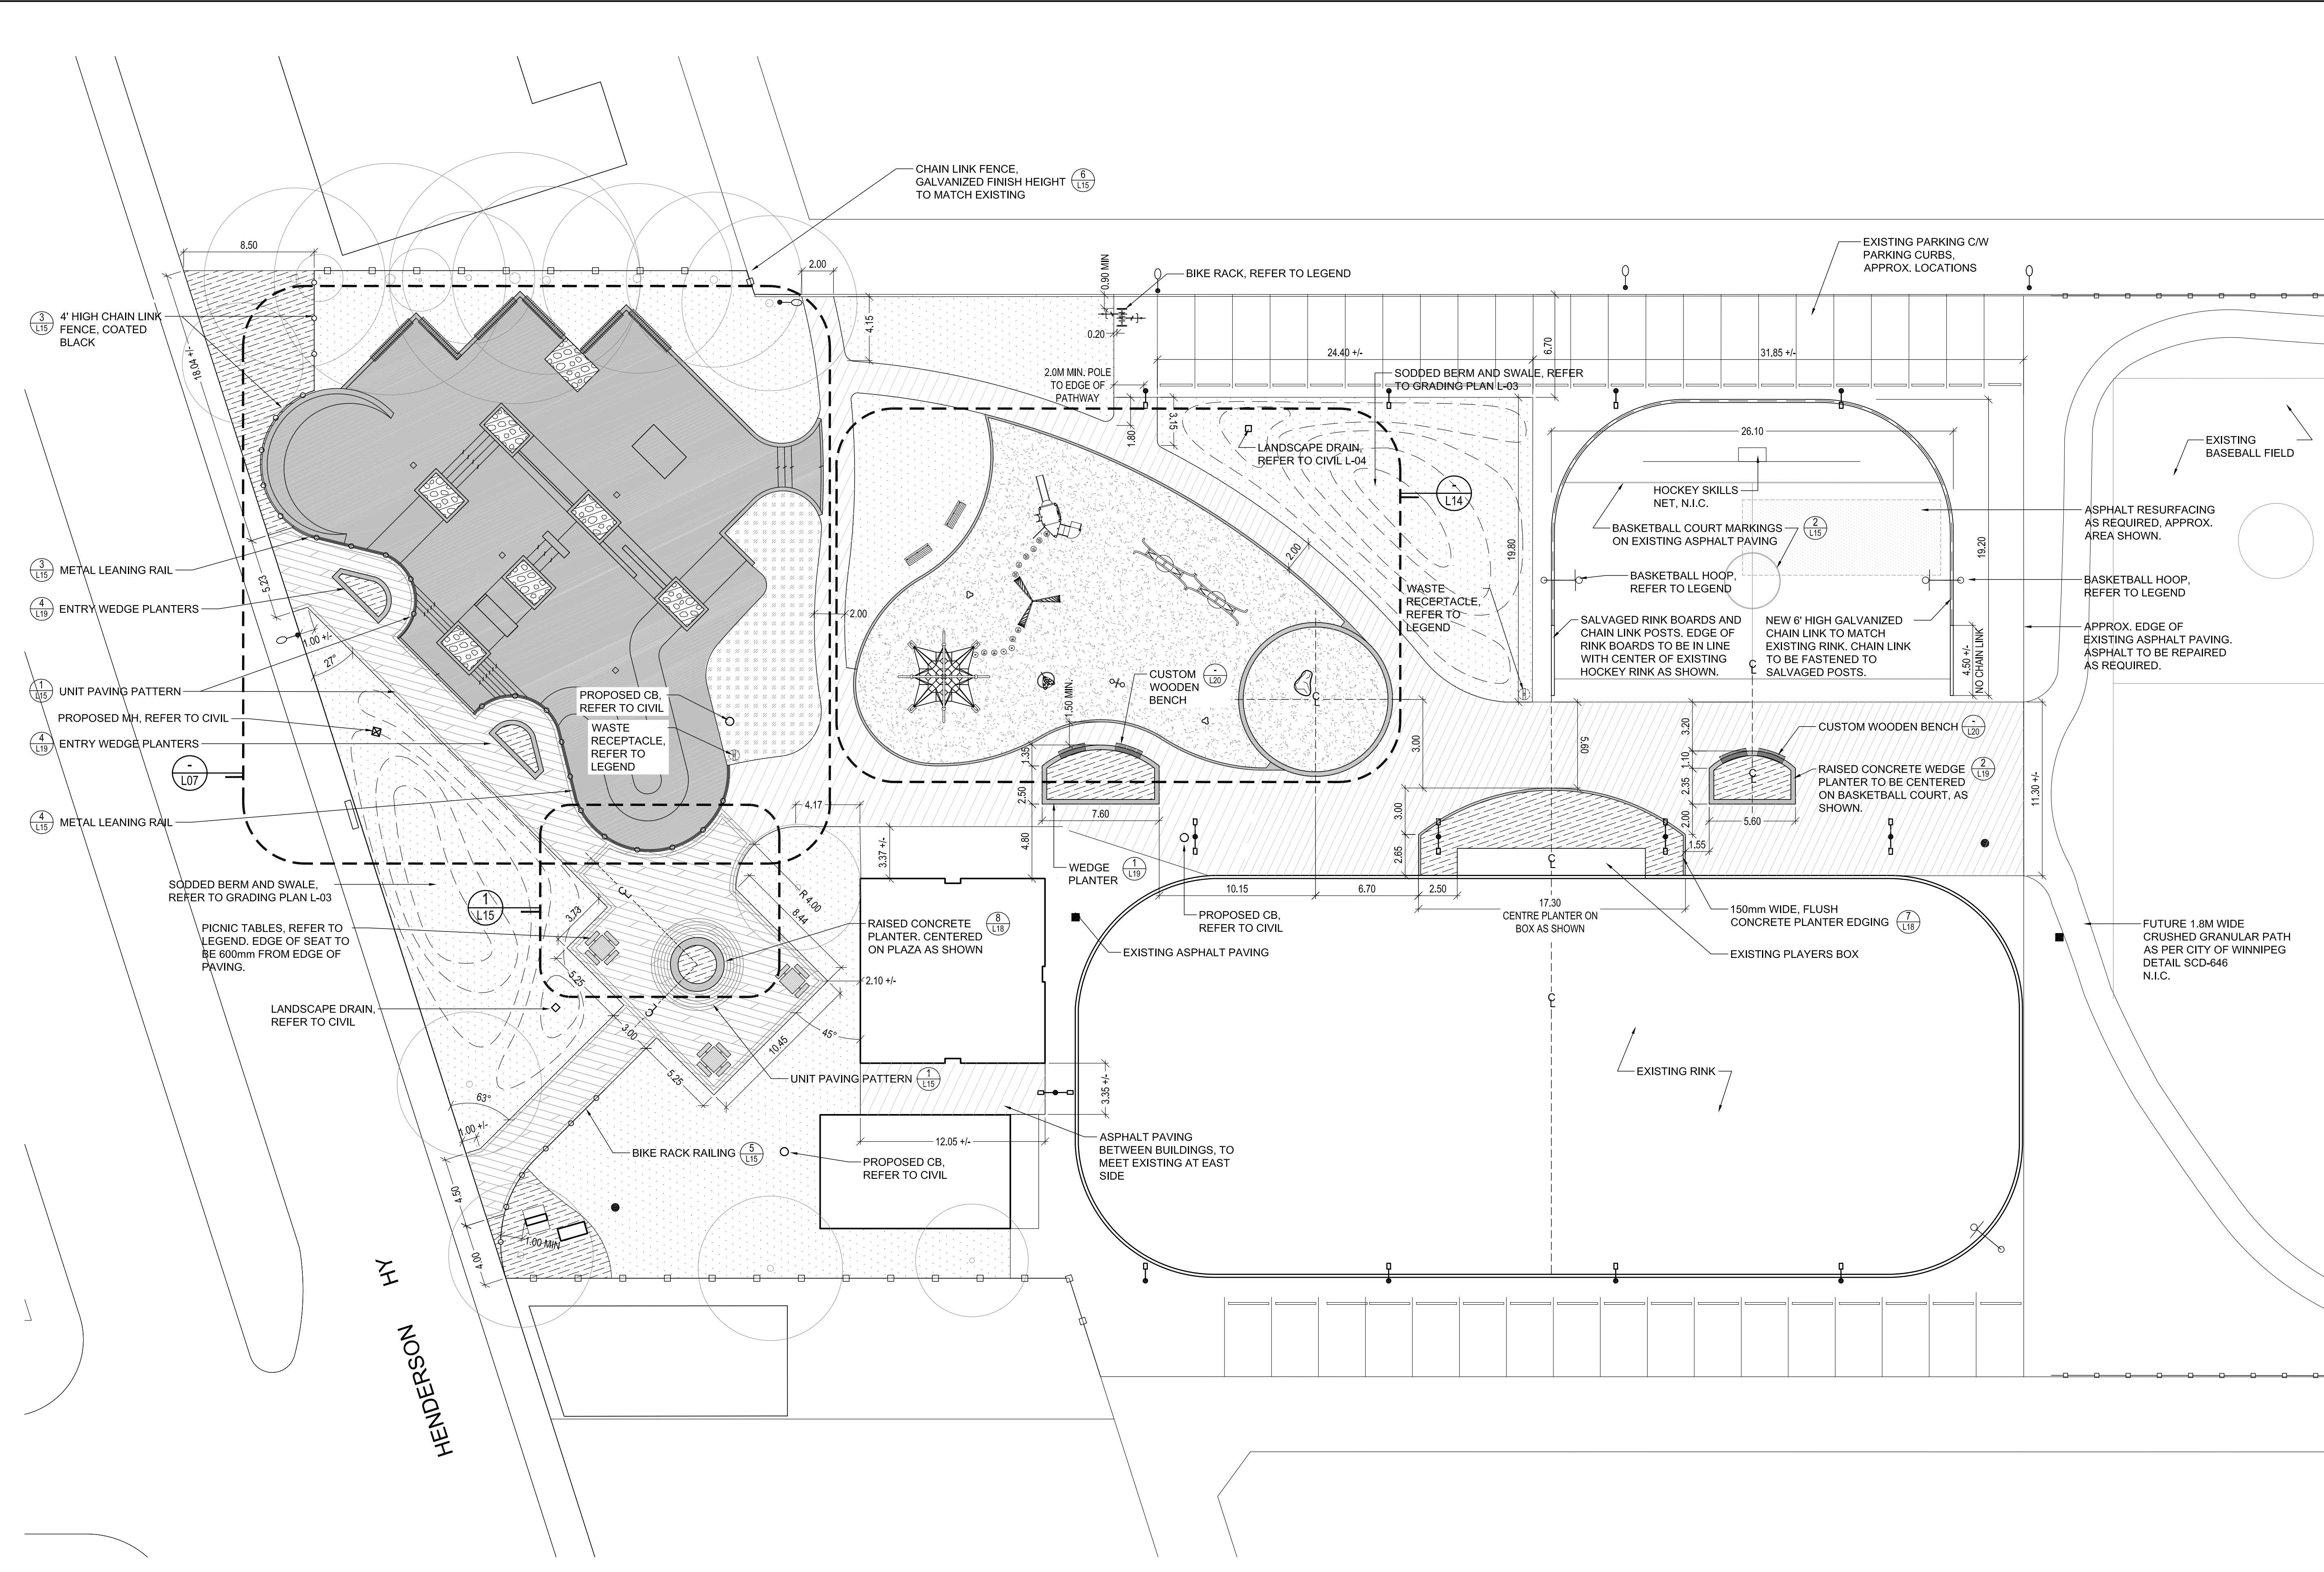 CHAIN LINK FENCE,
GALVANIZED FINISH HEIGHT
TO MATCH EXISTING
6
L15
8.50
2.00
0.90 MIN
BIKE RACK, REFER TO LEGEND
EXISTING PARKING C/W
PARKING CURBS,
APPROX. LOCATIONS
3
L15
4' HIGH CHAIN LINK
FENCE, COATED
BLACK
18.04 +/-
4.15
0.20
24.40 +/-
6.70
31.85 +/-
2.0M MIN. POLE
TO EDGE OF
PATHWAY
SODDED BERM AND SWALE, REFER
TO GRADING PLAN L-03
1.80
3.15
LANDSCAPE DRAIN,
REFER TO CIVIL L-04
-
L14
26.10
HOCKEY SKILLS
NET, N.I.C.
BASKETBALL COURT MARKINGS
ON EXISTING ASPHALT PAVING
2
L15
EXISTING
BASEBALL FIELD
ASPHALT RESURFACING
AS REQUIRED, APPROX.
AREA SHOWN.
19.80
19.20
2.00
3
L15
METAL LEANING RAIL
5.23
4
L19
ENTRY WEDGE PLANTERS
1.00 +/-
27°
2.00
WASTE
RECEPTACLE,
REFER TO
LEGEND
BASKETBALL HOOP,
REFER TO LEGEND
BASKETBALL HOOP,
REFER TO LEGEND
SALVAGED RINK BOARDS AND
CHAIN LINK POSTS. EDGE OF
RINK BOARDS TO BE IN LINE
WITH CENTER OF EXISTING
HOCKEY RINK AS SHOWN.
NEW 6' HIGH GALVANIZED
CHAIN LINK TO MATCH
EXISTING RINK. CHAIN LINK
TO BE FASTENED TO
SALVAGED POSTS.
4.50 +/-
NO CHAIN LINK
APPROX. EDGE OF
EXISTING ASPHALT PAVING.
ASPHALT TO BE REPAIRED
AS REQUIRED.
CL
1
L15
UNIT PAVING PATTERN
PROPOSED MH, REFER TO CIVIL
4
L19
ENTRY WEDGE PLANTERS
-
L07
4
L15
METAL LEANING RAIL
PROPOSED CB,
REFER TO CIVIL
WASTE
RECEPTACLE,
REFER TO
LEGEND
CUSTOM
WOODEN
BENCH
-
L20
1.50 MIN.
CL
1.35
2.50
3.00
5.60
3.20
1.10
2.35
2.00
CL
CUSTOM WOODEN BENCH
-
L20
RAISED CONCRETE WEDGE
PLANTER TO BE CENTERED
ON BASKETBALL COURT, AS
SHOWN.
2
L19
11.30 +/-
4.17
7.60
4.80
3.00
2.65
5.60
1.55
3.37 +/-
WEDGE
PLANTER
1
L19
CL
SODDED BERM AND SWALE,
REFER TO GRADING PLAN L-03
1
L15
CL
R 4.00
8.44
3.73
10.15
6.70
2.50
17.30
CENTRE PLANTER ON
BOX AS SHOWN
150mm WIDE, FLUSH
CONCRETE PLANTER EDGING
7
L18
PROPOSED CB,
REFER TO CIVIL
RAISED CONCRETE
PLANTER. CENTERED
ON PLAZA AS SHOWN
8
L18
PICNIC TABLES, REFER TO
LEGEND. EDGE OF SEAT TO
BE 600mm FROM EDGE OF
PAVING.
EXISTING ASPHALT PAVING
EXISTING PLAYERS BOX
FUTURE 1.8M WIDE
CRUSHED GRANULAR PATH
AS PER CITY OF WINNIPEG
DETAIL SCD-646
N.I.C.
5.25
2.10 +/-
CL
LANDSCAPE DRAIN,
REFER TO CIVIL
CL
3.00
45°
10.45
5.25
UNIT PAVING PATTERN
1
L15
EXISTING RINK
3.35 +/-
63°
1.00 +/-
12.05 +/-
BIKE RACK RAILING
5
L15
PROPOSED CB,
REFER TO CIVIL
ASPHALT PAVING
BETWEEN BUILDINGS, TO
MEET EXISTING AT EAST
SIDE
4.50
1.00 MIN
4.00
HENDERSON HY